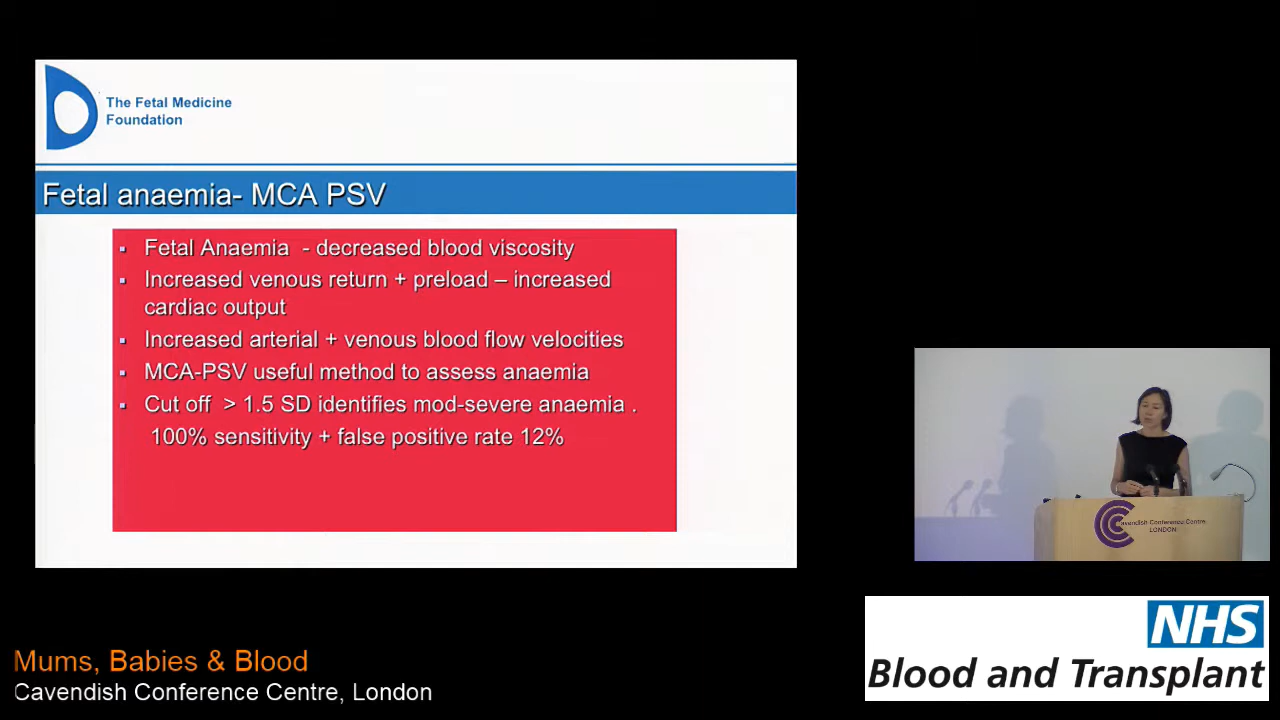 The Fetal Medicine
Foundation
Fetal anaemia- MCA PSV
▪ Fetal Anaemia - decreased blood viscosity
▪ Increased venous return + preload – increased
cardiac output
▪ Increased arterial + venous blood flow velocities
▪ MCA-PSV useful method to assess anaemia
▪ Cut off > 1.5 SD identifies mod-severe anaemia .
100% sensitivity + false positive rate 12%
Cavendish Conference Centre
LONDON
NHS
Blood and Transplant
Mums, Babies & Blood
Cavendish Conference Centre, London